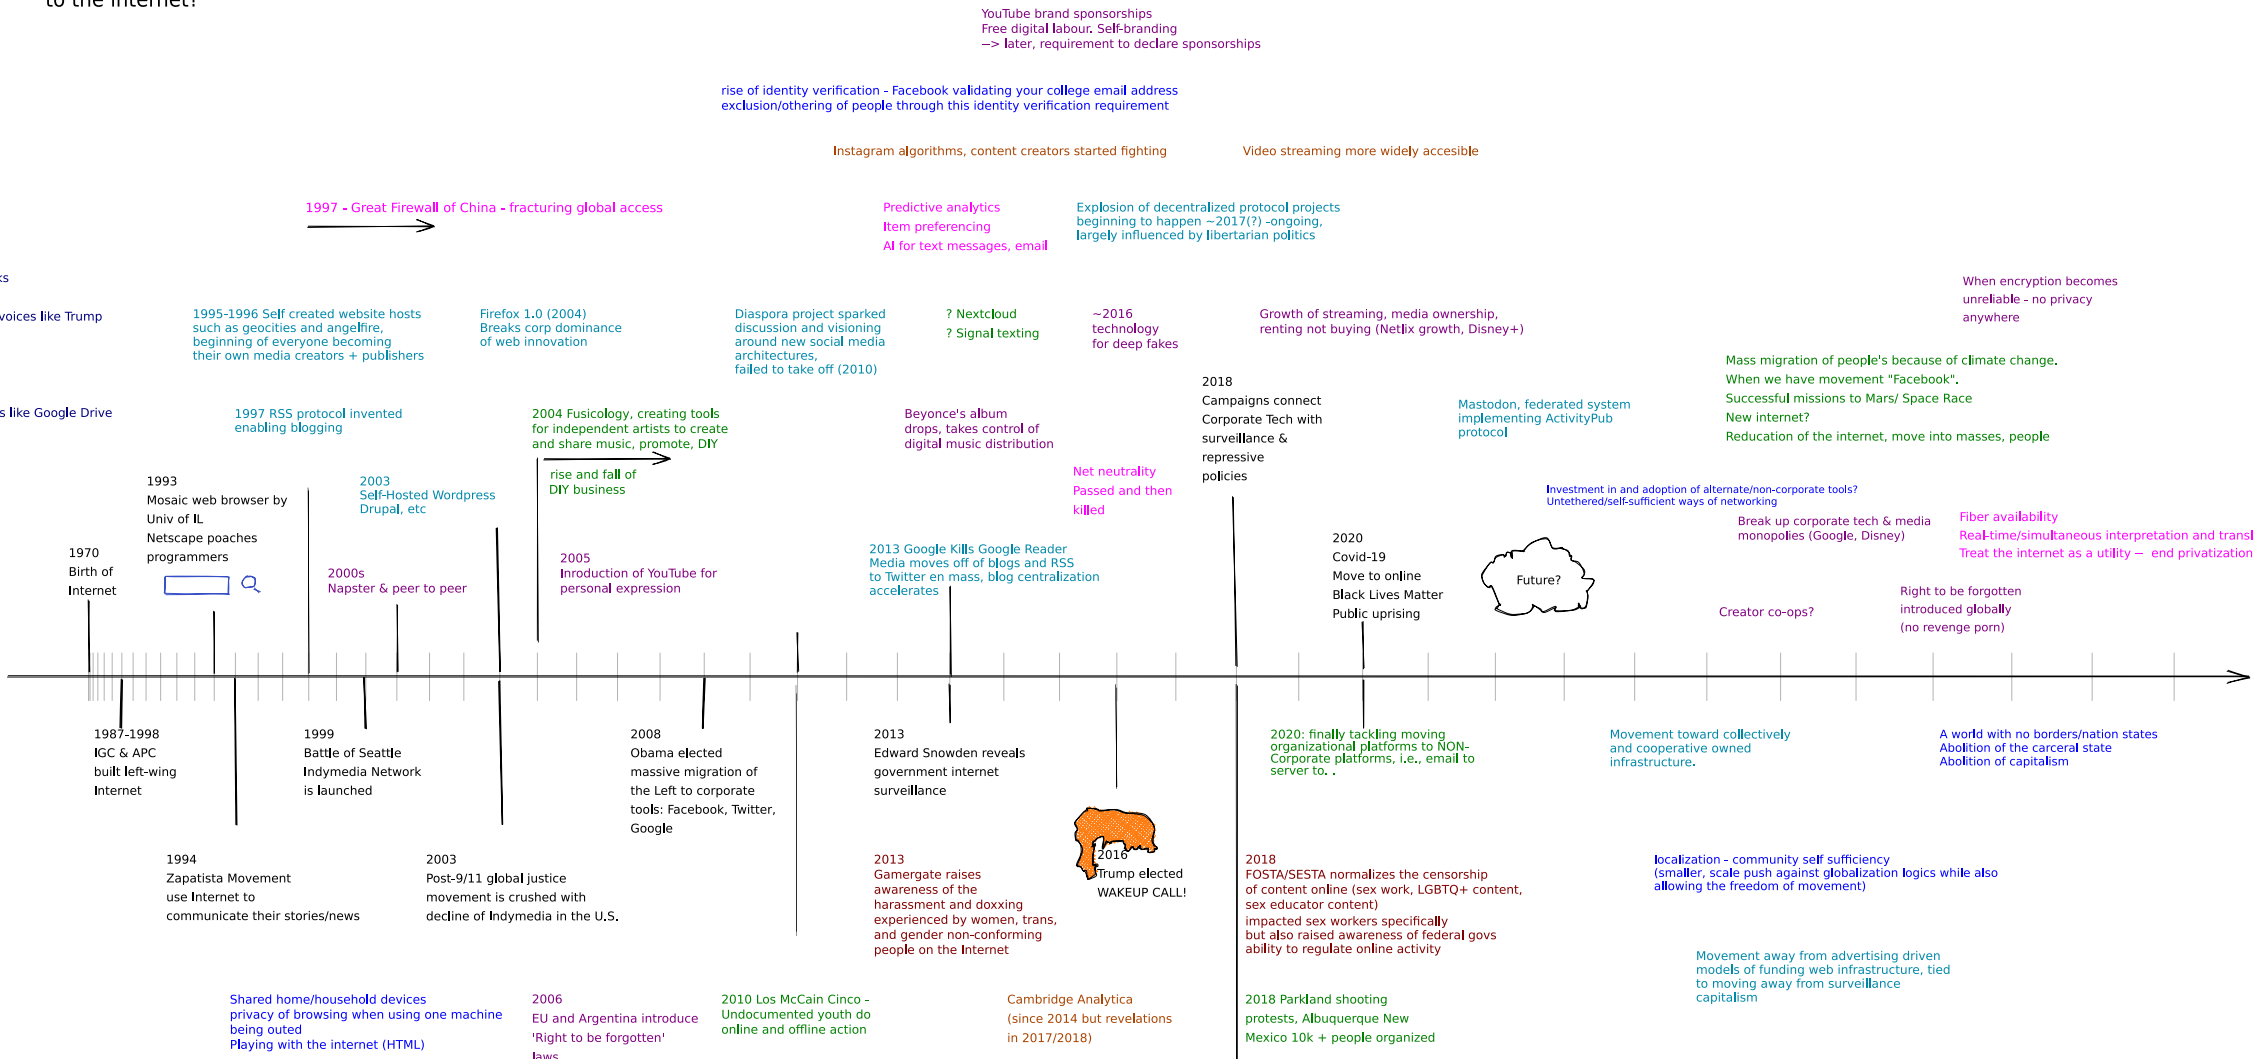 to the internet?
YouTube brand sponsorships
Free digital labour. Self-branding
—> later, requirement to declare sponsorships
rise of identity verification - Facebook validating your college email address
exclusion/othering of people through this identity verification requirement
Instagram algorithms, content creators started fighting
Video streaming more widely accesible
1997 - Great Firewall of China - fracturing global access
Predictive analytics
Item preferencing
AI for text messages, email
Explosion of decentralized protocol projects
beginning to happen ~2017(?) -ongoing,
largely influenced by libertarian politics
ks
voices like Trump
1995-1996 Self created website hosts
such as geocities and angelfire,
beginning of everyone becoming
their own media creators + publishers
Firefox 1.0 (2004)
Breaks corp dominance
of web innovation
Diaspora project sparked
discussion and visioning
around new social media
architectures,
failed to take off (2010)
? Nextcloud
? Signal texting
~2016
technology
for deep fakes
Growth of streaming, media ownership,
renting not buying (Netlix growth, Disney+)
When encryption becomes
unreliable - no privacy
anywhere
Mass migration of people's because of climate change.
When we have movement "Facebook".
Successful missions to Mars/ Space Race
New internet?
Reducation of the internet, move into masses, people
s like Google Drive
1997 RSS protocol invented
enabling blogging
2004 Fusicology, creating tools
for independent artists to create
and share music, promote, DIY
rise and fall of
DIY business
Beyonce's album
drops, takes control of
digital music distribution
2018
Campaigns connect
Corporate Tech with
surveillance &
repressive
policies
Mastodon, federated system
implementing ActivityPub
protocol
1993
Mosaic web browser by
Univ of IL
Netscape poaches
programmers
2003
Self-Hosted Wordpress
Drupal, etc
Net neutrality
Passed and then
killed
Investment in and adoption of alternate/non-corporate tools?
Untethered/self-sufficient ways of networking
Break up corporate tech & media
monopolies (Google, Disney)
Fiber availability
Real-time/simultaneous interpretation and transl
Treat the internet as a utility — end privatization
1970
Birth of
Internet
2000s
Napster & peer to peer
2005
Inroduction of YouTube for
personal expression
2013 Google Kills Google Reader
Media moves off of blogs and RSS
to Twitter en mass, blog centralization
accelerates
2020
Covid-19
Move to online
Black Lives Matter
Public uprising
Future?
Creator co-ops?
Right to be forgotten
introduced globally
(no revenge porn)
1987-1998
IGC & APC
built left-wing
Internet
1999
Battle of Seattle
Indymedia Network
is launched
2008
Obama elected
massive migration of
the Left to corporate
tools: Facebook, Twitter,
Google
2013
Edward Snowden reveals
government internet
surveillance
2020: finally tackling moving
organizational platforms to NON-
Corporate platforms, i.e., email to
server to. .
Movement toward collectively
and cooperative owned
infrastructure.
A world with no borders/nation states
Abolition of the carceral state
Abolition of capitalism
1994
Zapatista Movement
use Internet to
communicate their stories/news
2003
Post-9/11 global justice
movement is crushed with
decline of Indymedia in the U.S.
2013
Gamergate raises
awareness of the
harassment and doxxing
experienced by women, trans,
and gender non-conforming
people on the Internet
2016
Trump elected
WAKEUP CALL!
2018
FOSTA/SESTA normalizes the censorship
of content online (sex work, LGBTQ+ content,
sex educator content)
impacted sex workers specifically
but also raised awareness of federal govs
ability to regulate online activity
localization - community self sufficiency
(smaller, scale push against globalization logics while also
allowing the freedom of movement)
Movement away from advertising driven
models of funding web infrastructure, tied
to moving away from surveillance
capitalism
Shared home/household devices
privacy of browsing when using one machine
being outed
Playing with the internet (HTML)
2006
EU and Argentina introduce
'Right to be forgotten'
laws
2010 Los McCain Cinco -
Undocumented youth do
online and offline action
Cambridge Analytica
(since 2014 but revelations
in 2017/2018)
2018 Parkland shooting
protests, Albuquerque New
Mexico 10k + people organized